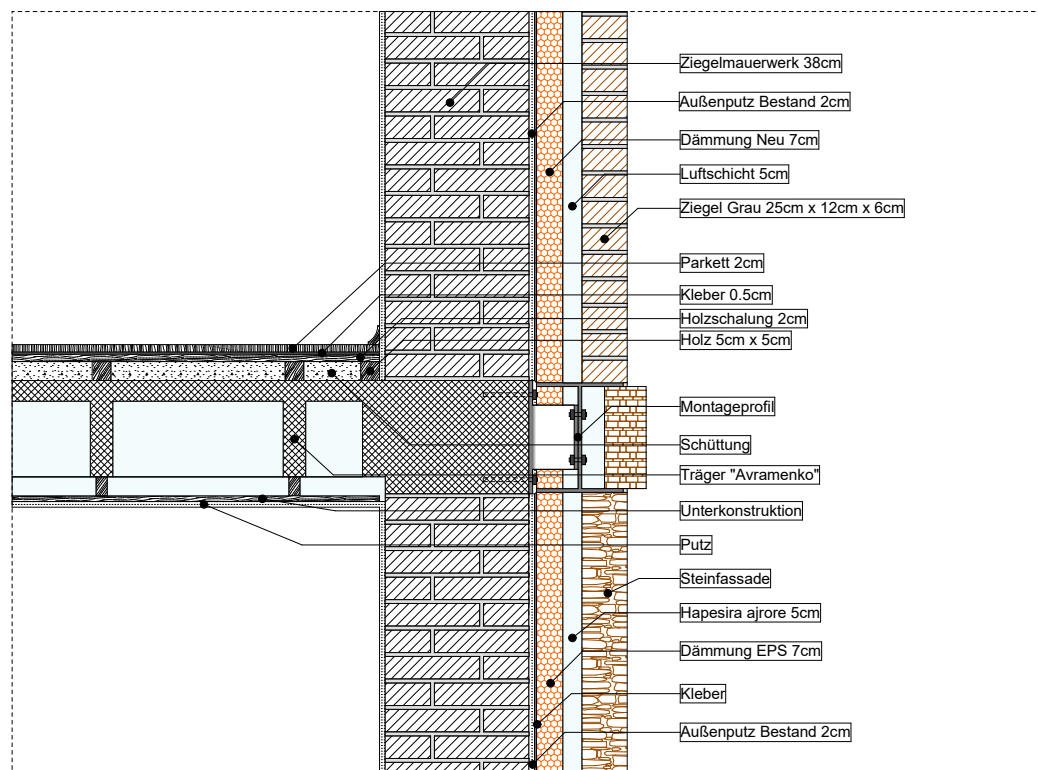 Ziegelmauerwerk 38cm
Außenputz Bestand 2cm
Dämmung Neu 7cm
Luftschicht 5cm
Ziegel Grau 25cm x 12cm x 6cm
Parkett 2cm
Kleber 0.5cm
Holzschalung 2cm
Holz 5cm x 5cm
Montageprofil
Schüttung
Träger "Avramenko"
Unterkonstruktion
Putz
Steinfassade
Hapesira ajrore 5cm
Dämmung EPS 7cm
Kleber
Außenputz Bestand 2cm